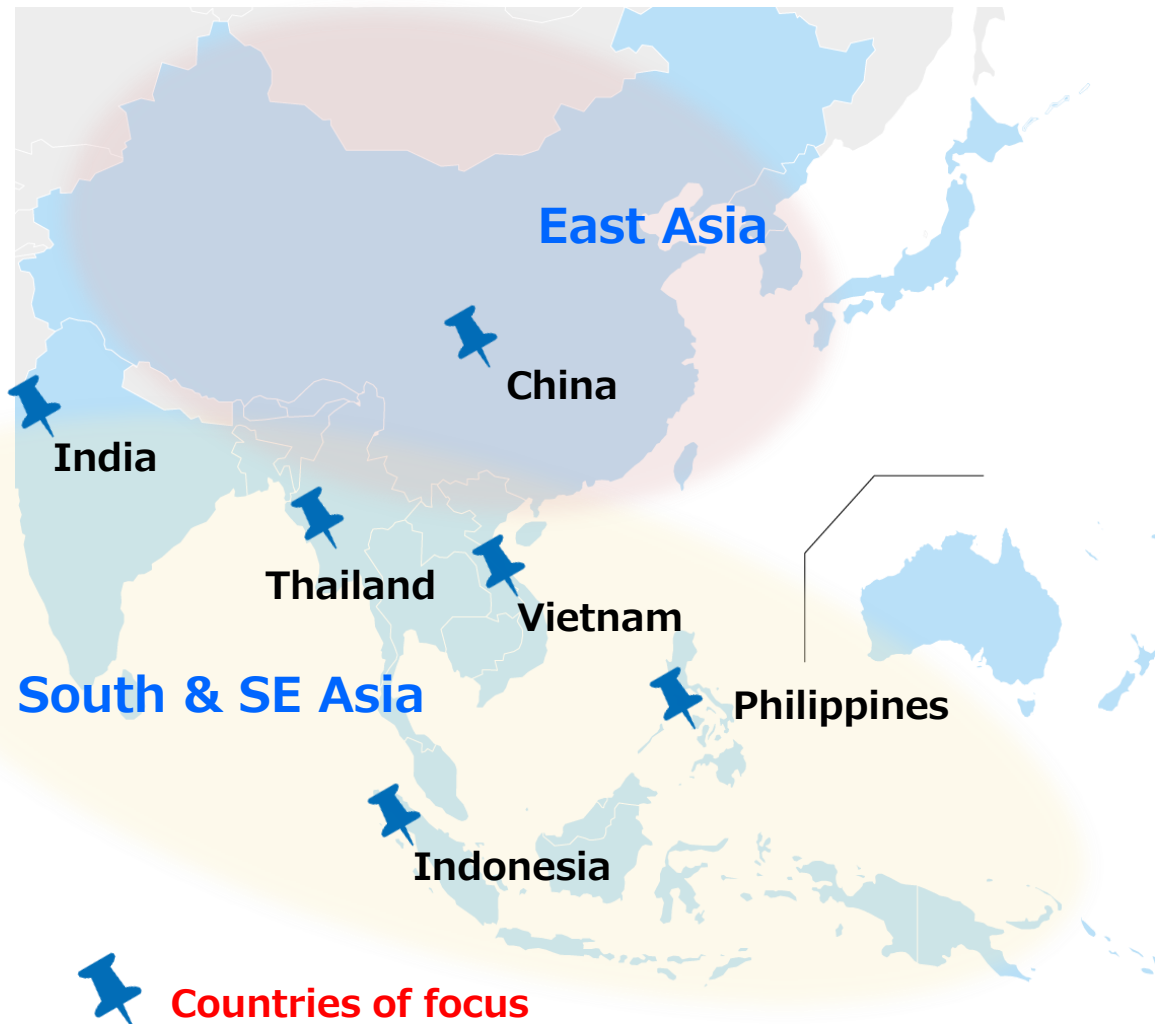 East Asia
China
India
Thailand
Vietnam
South & SE Asia
Philippines
Indonesia
Countries of focus